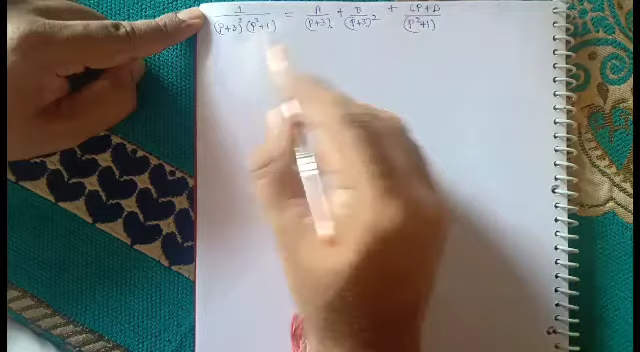 1/((P+3)² (P²+1)) = A/(P+3) + B/(P+3)² + (CP+D)/(P²+1)